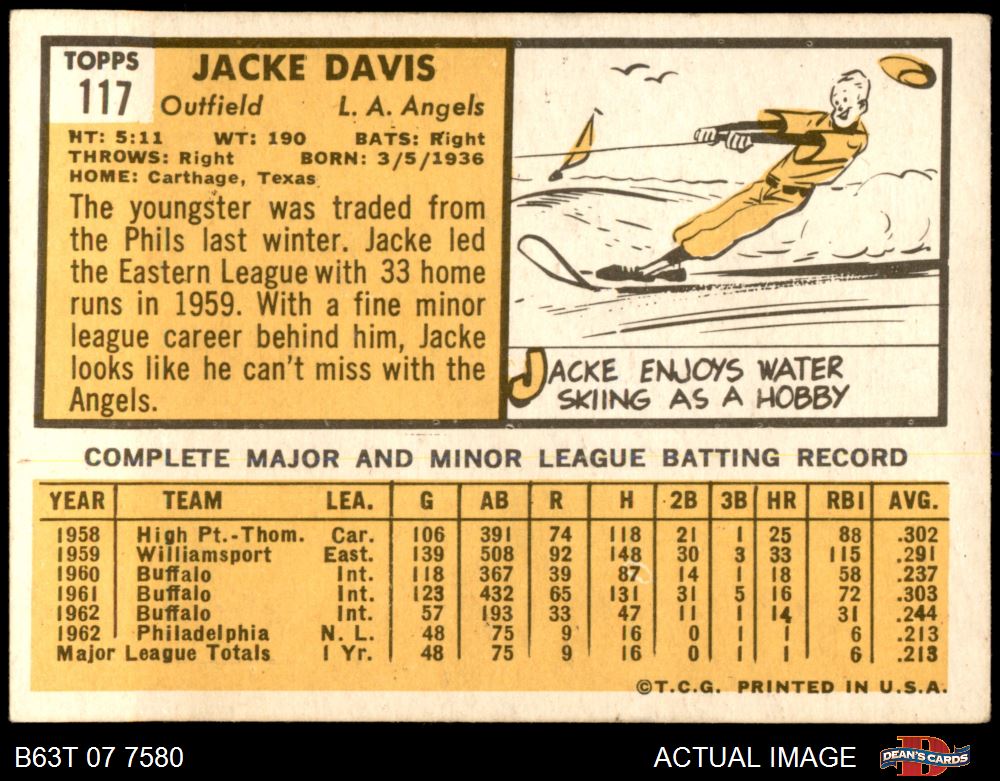 TOPPS
117
JACKE DAVIS
Outfield L. A. Angels
HT: 5:11 WT: 190 BATS: Right
THROWS: Right BORN: 3/5/1936
HOME: Carthage, Texas
The youngster was traded from
the Phils last winter. Jacke led
the Eastern League with 33 home
runs in 1959. With a fine minor
league career behind him, Jacke
looks like he can't miss with the
Angels.
JACKE ENJOYS WATER
SKIING AS A HOBBY
COMPLETE MAJOR AND MINOR LEAGUE BATTING RECORD
YEAR TEAM LEA. G AB R H 2B 3B HR RBI AVG.
1958 High Pt.-Thom. Car. 106 391 74 118 21 1 25 88 .302
1959 Williamsport East. 139 508 92 148 30 3 33 115 .291
1960 Buffalo Int. 118 367 39 87 14 1 18 58 .237
1961 Buffalo Int. 123 432 65 131 31 5 16 72 .303
1962 Buffalo Int. 57 193 33 47 11 1 14 31 .244
1962 Philadelphia N. L. 48 75 9 16 0 1 1 6 .213
Major League Totals 1 Yr. 48 75 9 16 0 1 1 6 .213
©T.C.G. PRINTED IN U.S.A.
B63T 07 7580 ACTUAL IMAGE DEAN'S CARDS